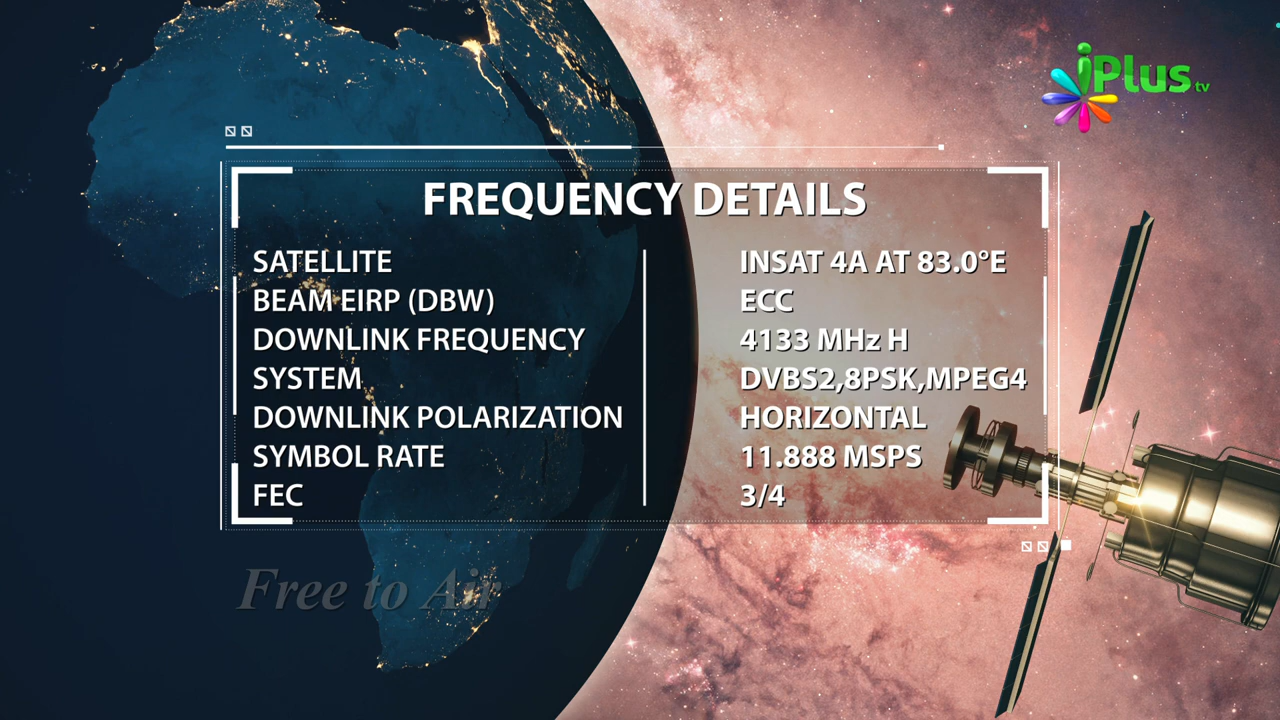 iPlus tv
FREQUENCY DETAILS
SATELLITE INSAT 4A AT 83.0°E
BEAM EIRP (DBW) ECC
DOWNLINK FREQUENCY 4133 MHz H
SYSTEM DVBS2,8PSK,MPEG4
DOWNLINK POLARIZATION HORIZONTAL
SYMBOL RATE 11.888 MSPS
FEC 3/4
Free to Air